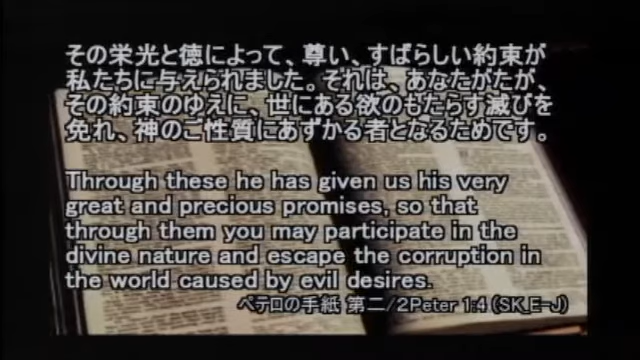 その栄光と徳によって、尊い、すばらしい約束が
私たちに与えられました。それは、あなたがたが、
その約束のゆえに、世にある欲のもたらす滅びを
免れ、神のご性質にあずかる者となるためです。
Through these he has given us his very
great and precious promises, so that
through them you may participate in the
divine nature and escape the corruption in
the world caused by evil desires.
ペテロの手紙 第二/2Peter 1:4 (SK_E-J)